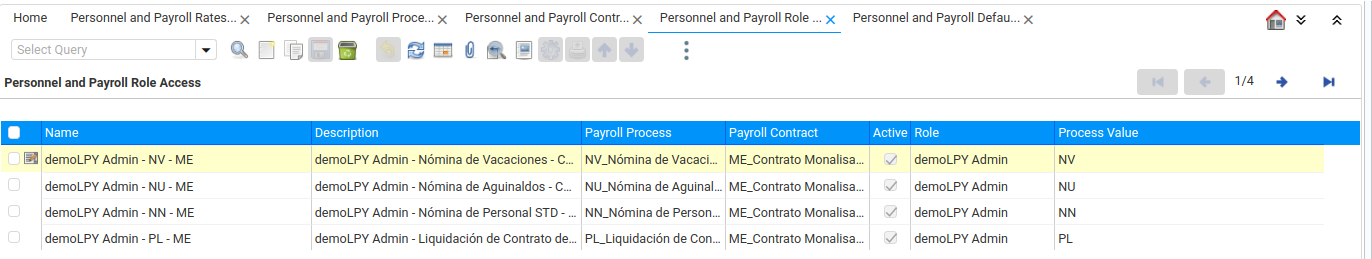 Home Personnel and Payroll Rates... Personnel and Payroll Proce... Personnel and Payroll Contr... Personnel and Payroll Role ... Personnel and Payroll Defau...
Select Query
Personnel and Payroll Role Access 1/4
Name Description Payroll Process Payroll Contract Active Role Process Value
demoLPY Admin - NV - ME demoLPY Admin - Nómina de Vacaciones - C... NV_Nómina de Vacaci... ME_Contrato Monalisa... demoLPY Admin NV
demoLPY Admin - NU - ME demoLPY Admin - Nómina de Aguinaldos - C... NU_Nómina de Aguinal... ME_Contrato Monalisa... demoLPY Admin NU
demoLPY Admin - NN - ME demoLPY Admin - Nómina de Personal STD - ... NN_Nómina de Person... ME_Contrato Monalisa... demoLPY Admin NN
demoLPY Admin - PL - ME demoLPY Admin - Liquidación de Contrato de... PL_Liquidación de Con... ME_Contrato Monalisa... demoLPY Admin PL